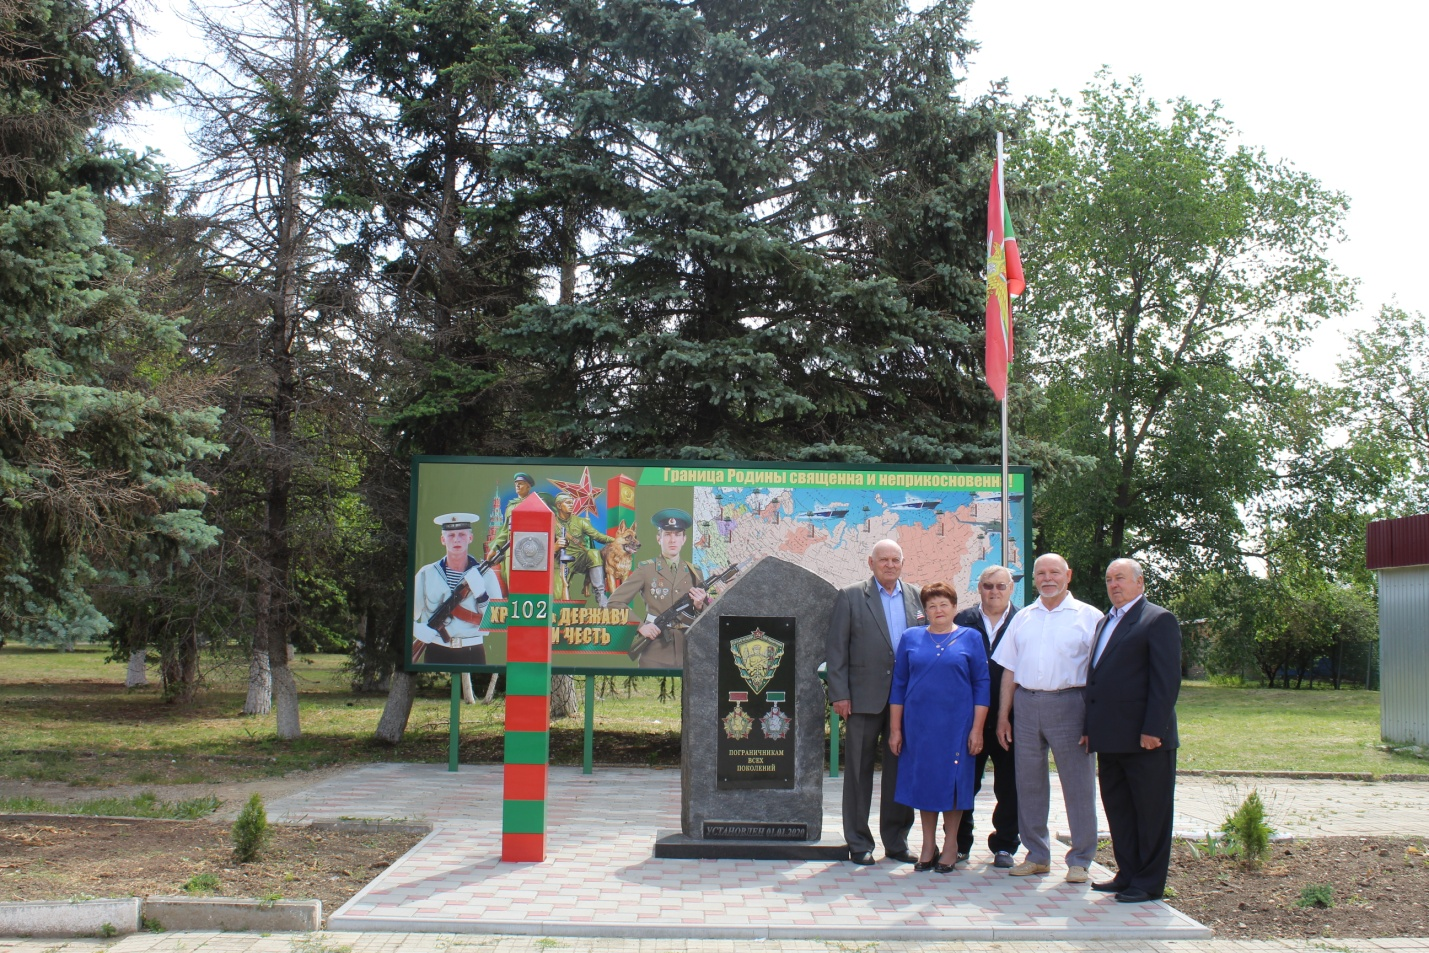 Граница Родины священна и неприкосновенна!
ДЕРЖАВУ
И ЧЕСТЬ
102
ПОГРАНИЧНИКАМ
ВСЕХ
ПОКОЛЕНИЙ
УСТАНОВЛЕН 01.01.2020